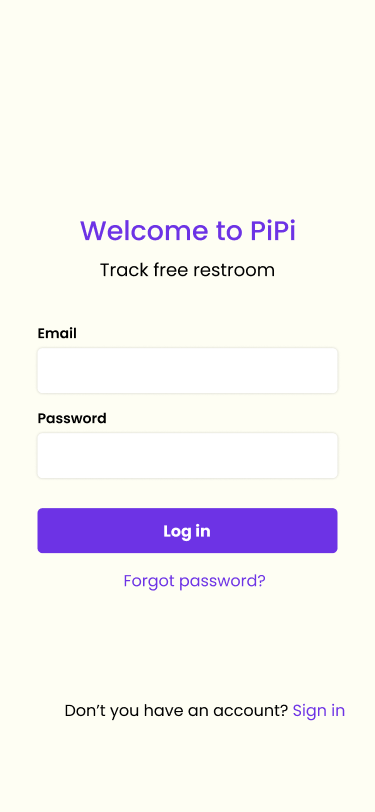 Welcome to PiPi
Track free restroom
Email
Password
Log in
Forgot password?
Don’t you have an account? Sign in